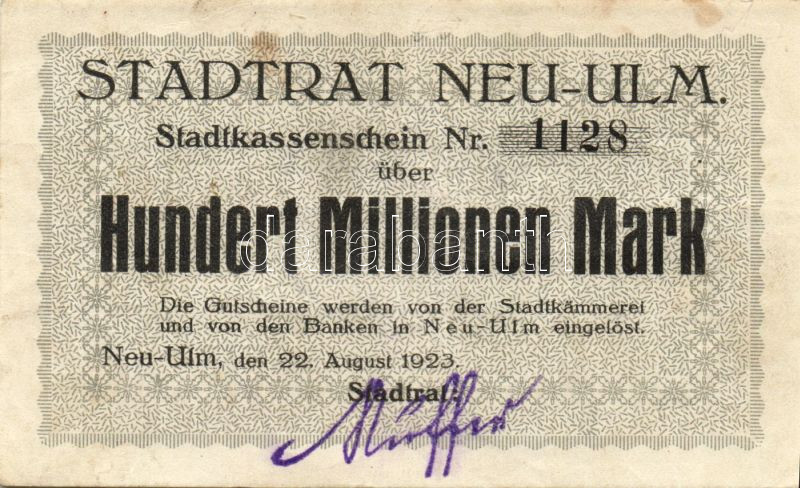 STADTRAT NEU-ULM.
Stadtkassenschein Nr. 1128
über
Hundert Millionen Mark
darabanth
Die Gutscheine werden von der Stadtkämmerei
und von den Banken in Neu-Ulm eingelöst.
Neu-Ulm, den 22. August 1923.
Stadtrat: